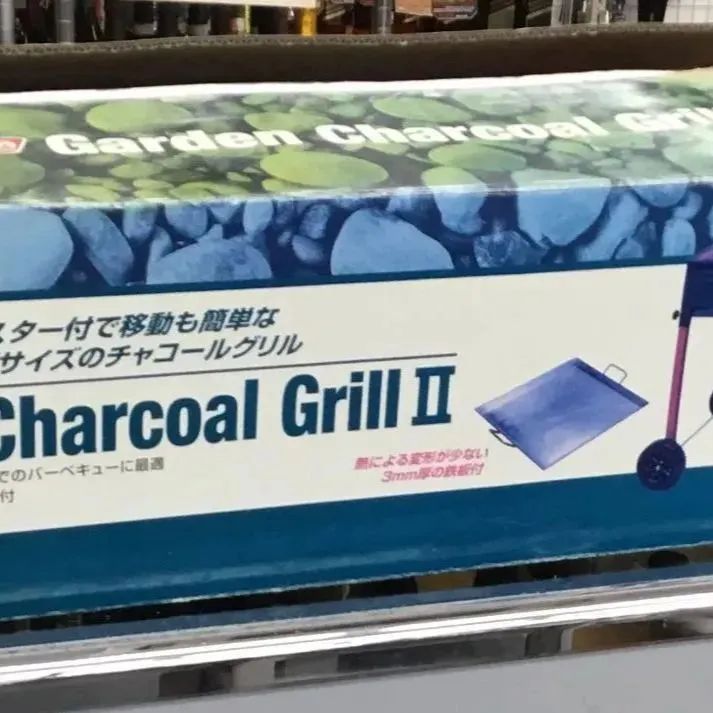 Garden Charcoal Gril
スター付で移動も簡単な
サイズのチャコールグリル
Charcoal Grill II
でのバーベキューに最適
付
熱による変形が少ない
3mm厚の鉄板付